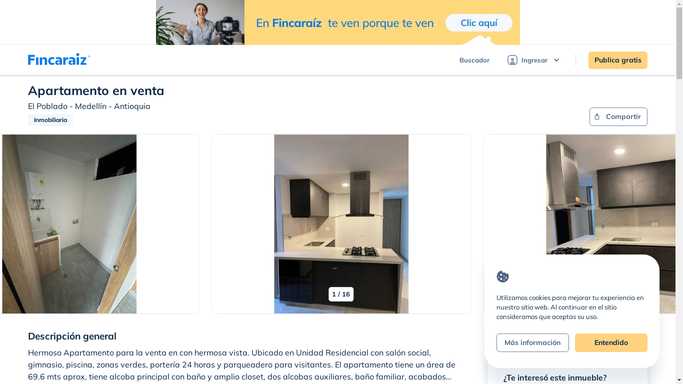 En Fincaraíz te ven porque te ven
Clic aquí
Fincaraiz
Buscador
Ingresar
Publica gratis
Apartamento en venta
El Poblado - Medellín - Antioquia
Inmobiliaria
Compartir
1 / 16
Utilizamos cookies para mejorar tu experiencia en
nuestro sitio web. Al continuar en el sitio
consideramos que aceptas su uso.
Más información
Entendido
Descripción general
Hermoso Apartamento para la venta en con hermosa vista. Ubicado en Unidad Residencial con salón social,
gimnasio, piscina, zonas verdes, portería 24 horas y parqueadero para visitantes. El apartamento tiene un área de
69.6 mts aprox, tiene alcoba principal con baño y amplio closet, dos alcobas auxiliares, baño familiar, acabados...
¿Te interesó este inmueble?